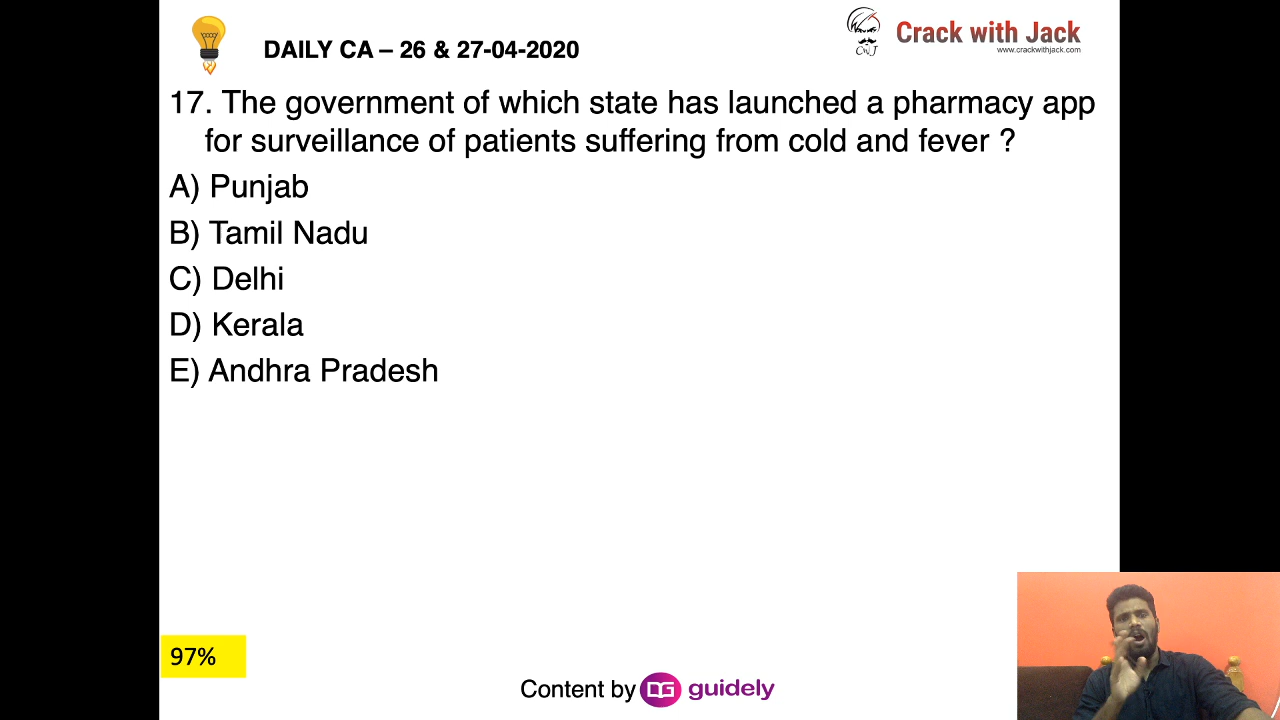 DAILY CA – 26 & 27-04-2020
Crack with Jack
www.crackwithjack.com
CwJ
17. The government of which state has launched a pharmacy app
for surveillance of patients suffering from cold and fever ?
A) Punjab
B) Tamil Nadu
C) Delhi
D) Kerala
E) Andhra Pradesh
97%
Content by DG guidely